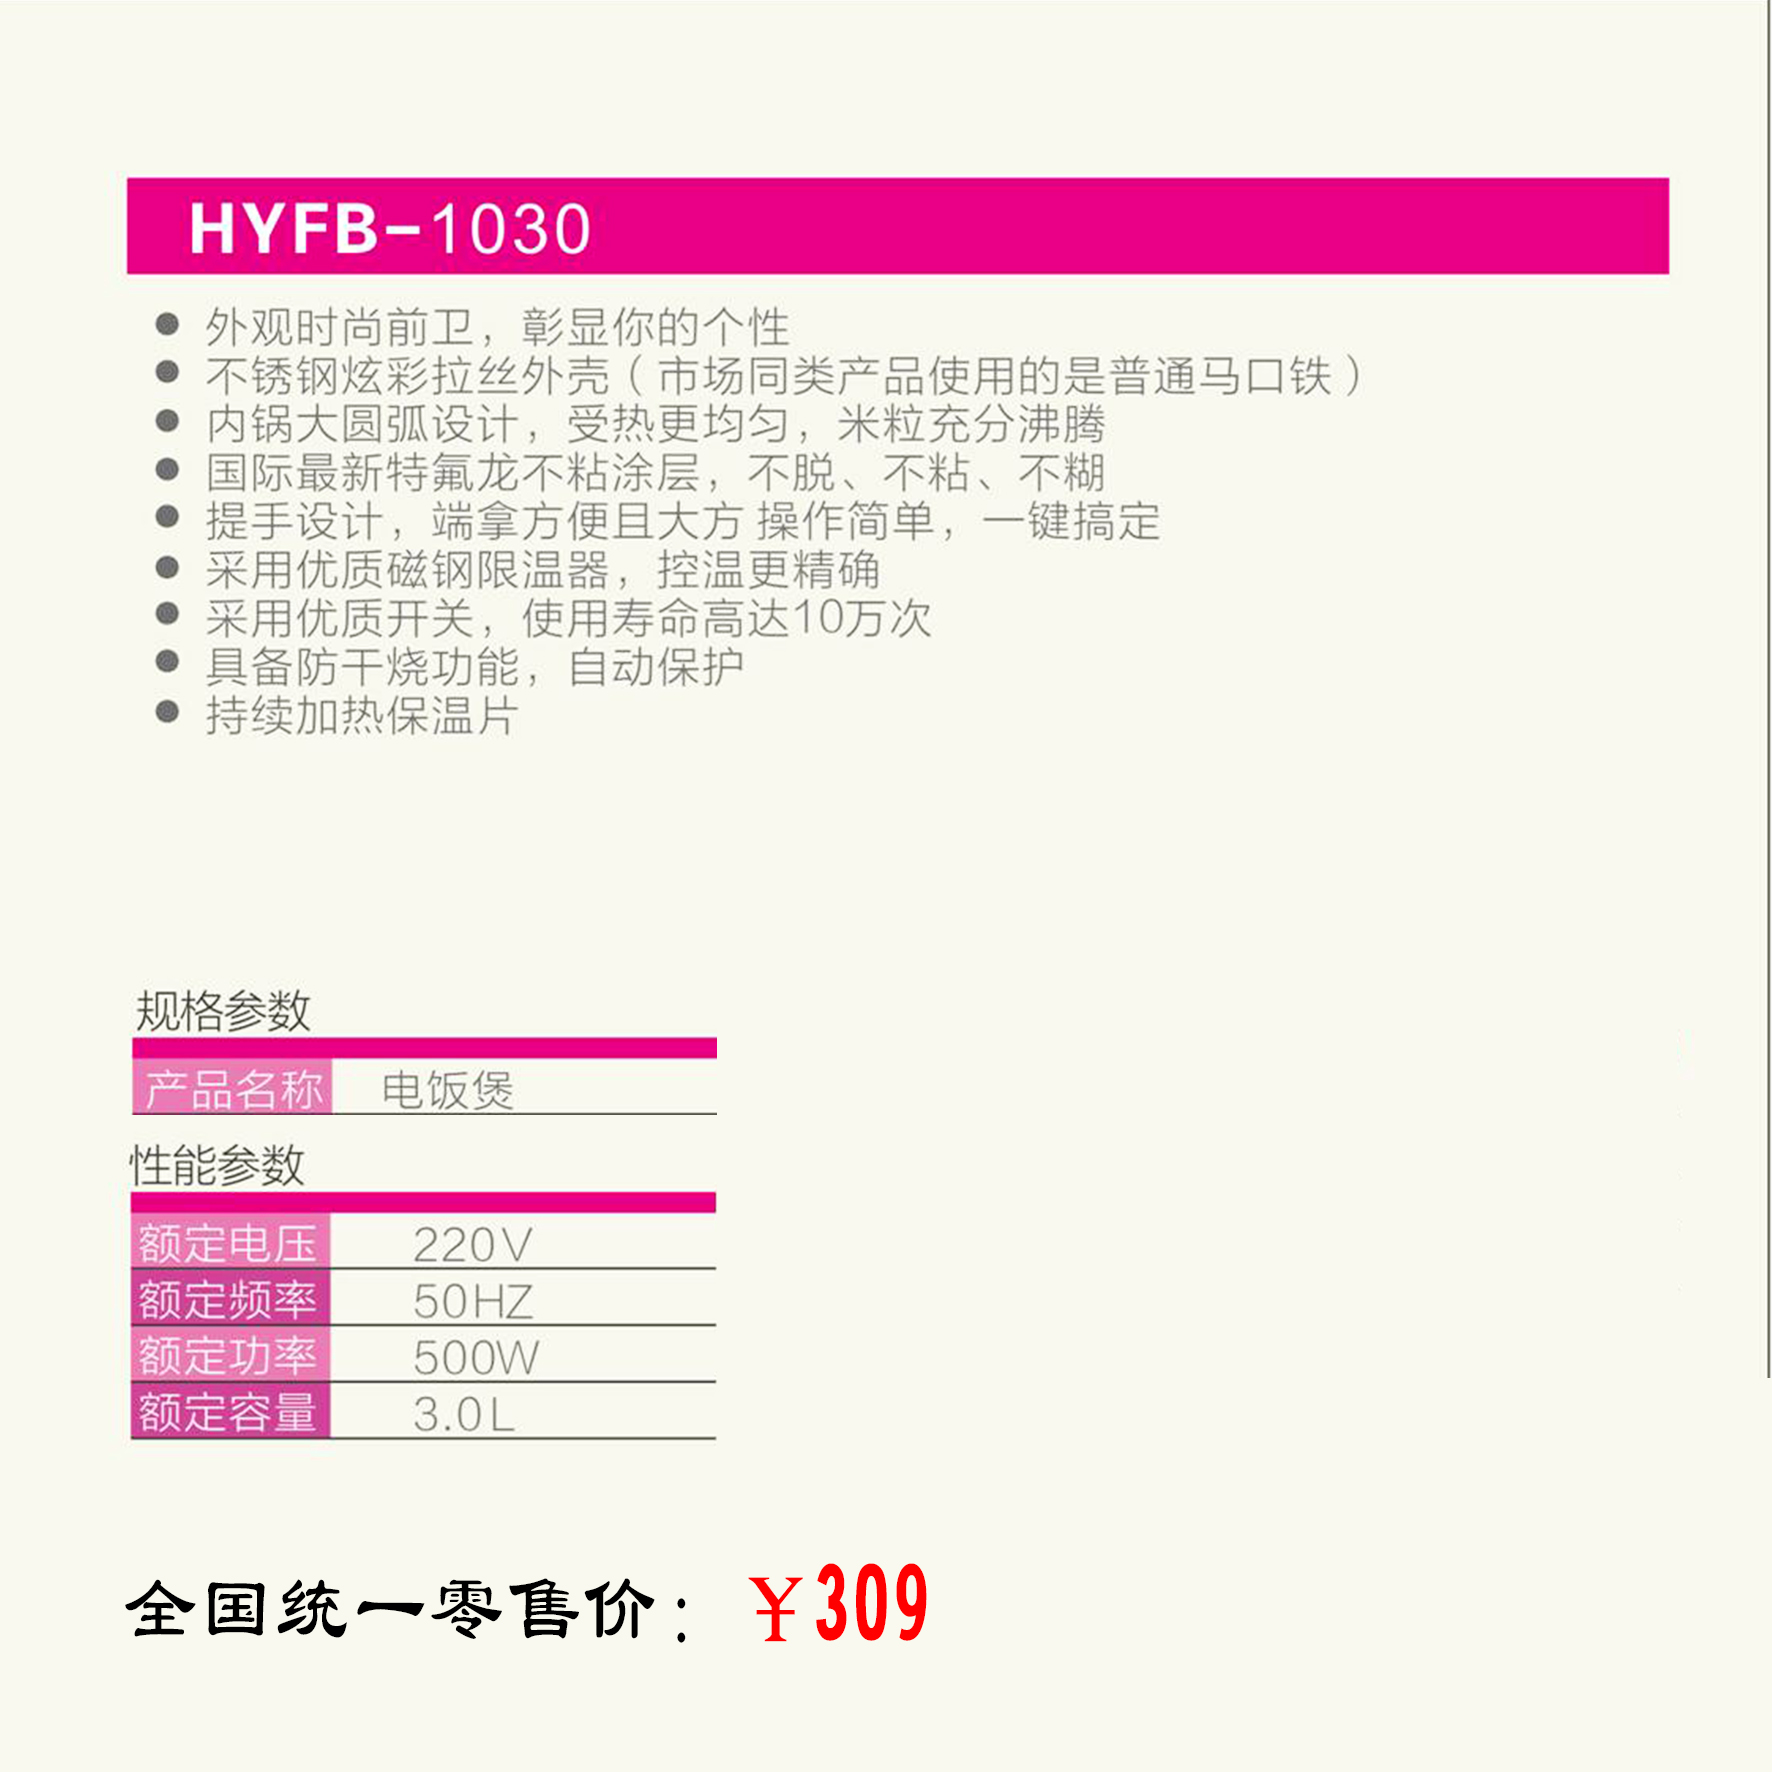 HYFB-1030
● 外观时尚前卫，彰显你的个性
● 不锈钢炫彩拉丝外壳（市场同类产品使用的是普通马口铁）
● 内锅大圆弧设计，受热更均匀，米粒充分沸腾
● 国际最新特氟龙不粘涂层，不脱、不粘、不糊
● 提手设计，端拿方便且大方 操作简单，一键搞定
● 采用优质磁钢限温器，控温更精确
● 采用优质开关，使用寿命高达10万次
● 具备防干烧功能，自动保护
● 持续加热保温片
规格参数
产品名称 电饭煲
性能参数
额定电压 220V
额定频率 50HZ
额定功率 500W
额定容量 3.0L
全国统一零售价：￥309